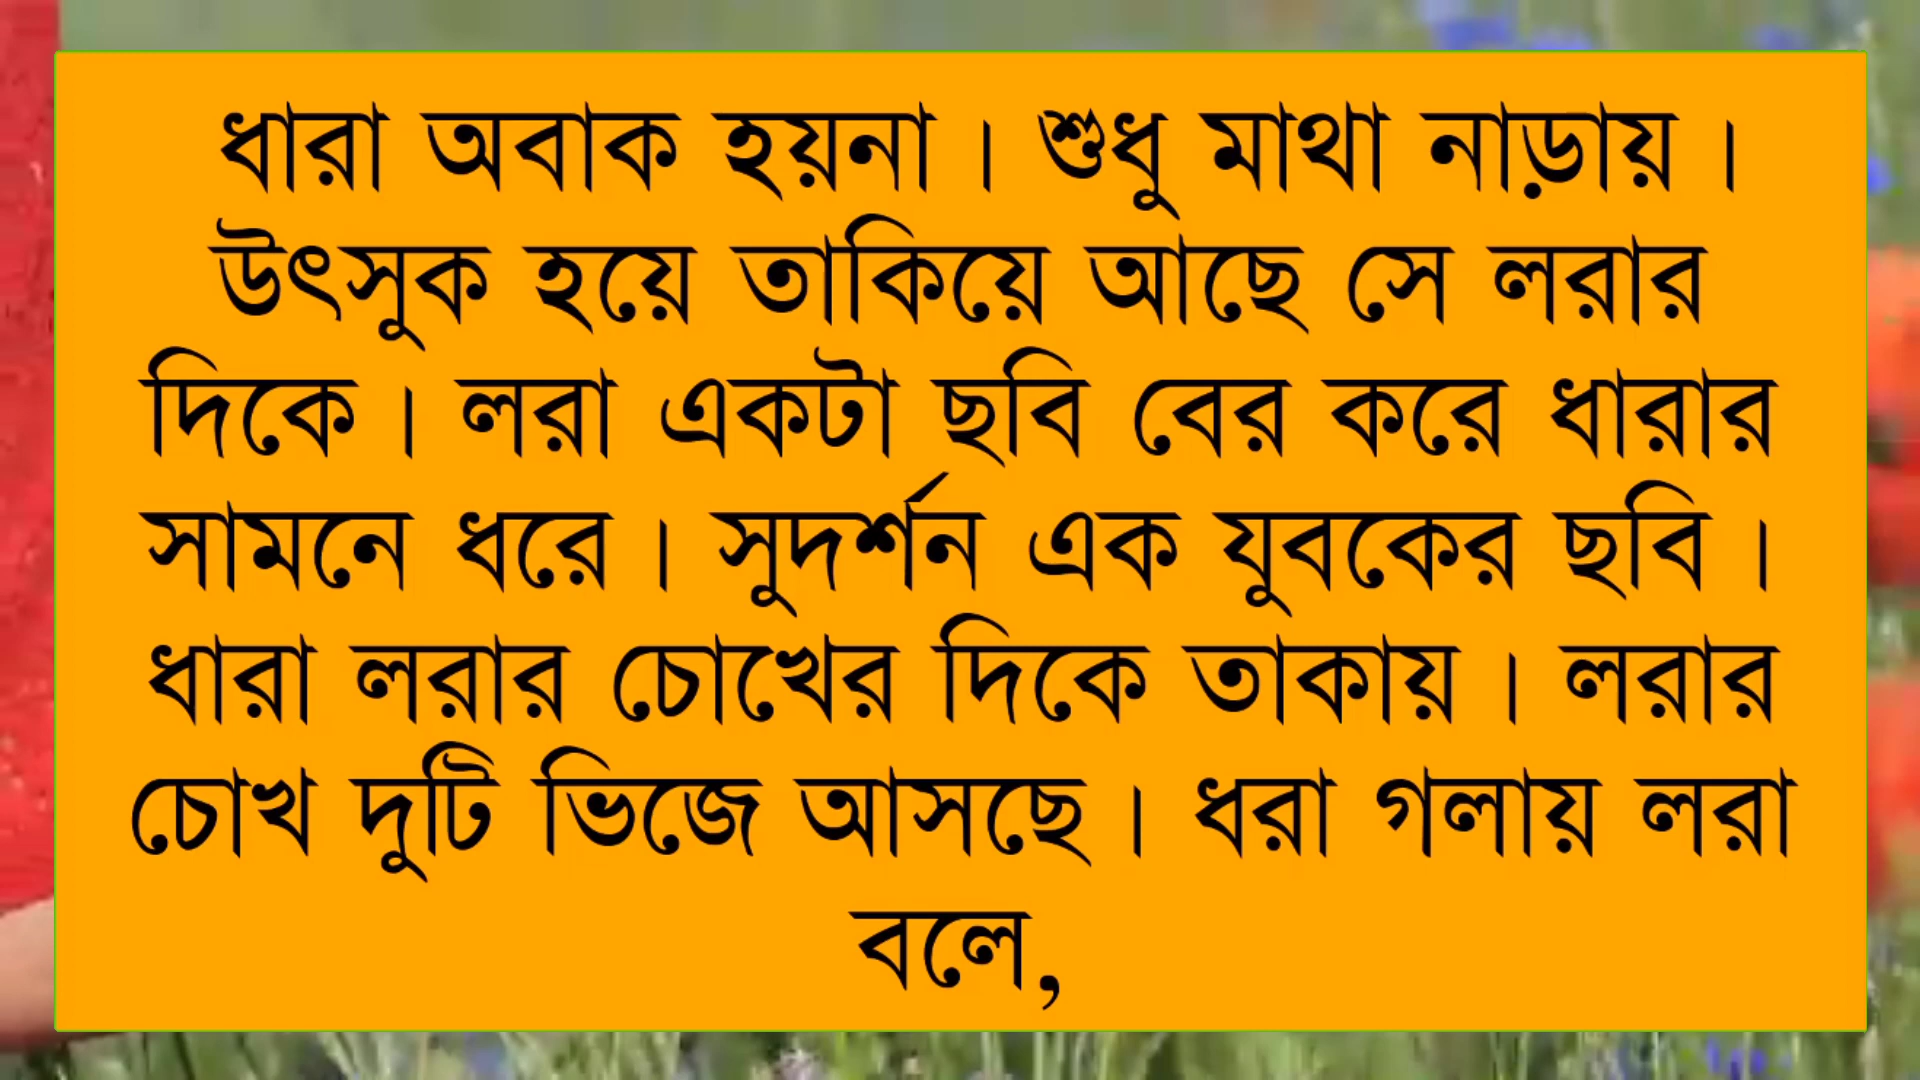 ধারা অবাক হয়না। শুধু মাথা নাড়ায়।
উৎসুক হয়ে তাকিয়ে আছে সে লরার
দিকে। লরা একটা ছবি বের করে ধারার
সামনে ধরে। সুদর্শন এক যুবকের ছবি।
ধারা লরার চোখের দিকে তাকায়। লরার
চোখ দুটি ভিজে আসছে। ধরা গলায় লরা
বলে,